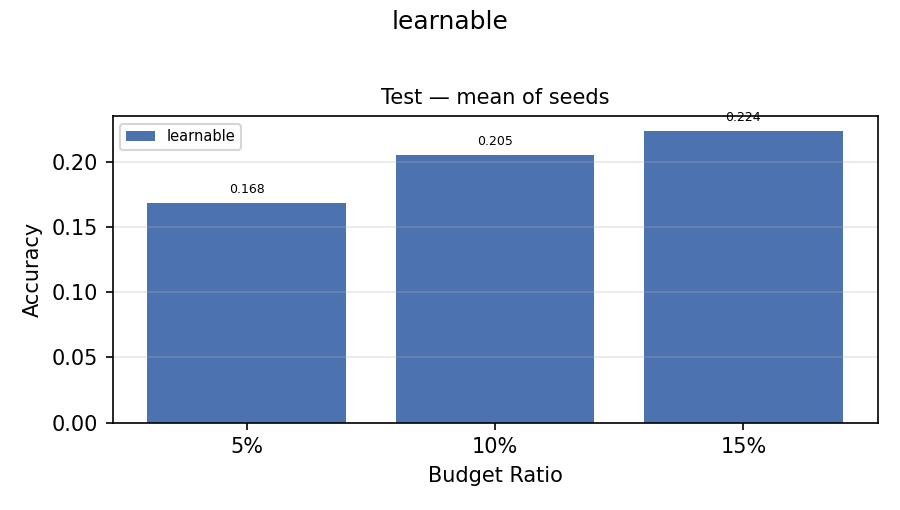 learnable
Test — mean of seeds
learnable
0.168
0.205
0.224
0.20
0.15
0.10
0.05
0.00
Accuracy
5%
10%
15%
Budget Ratio